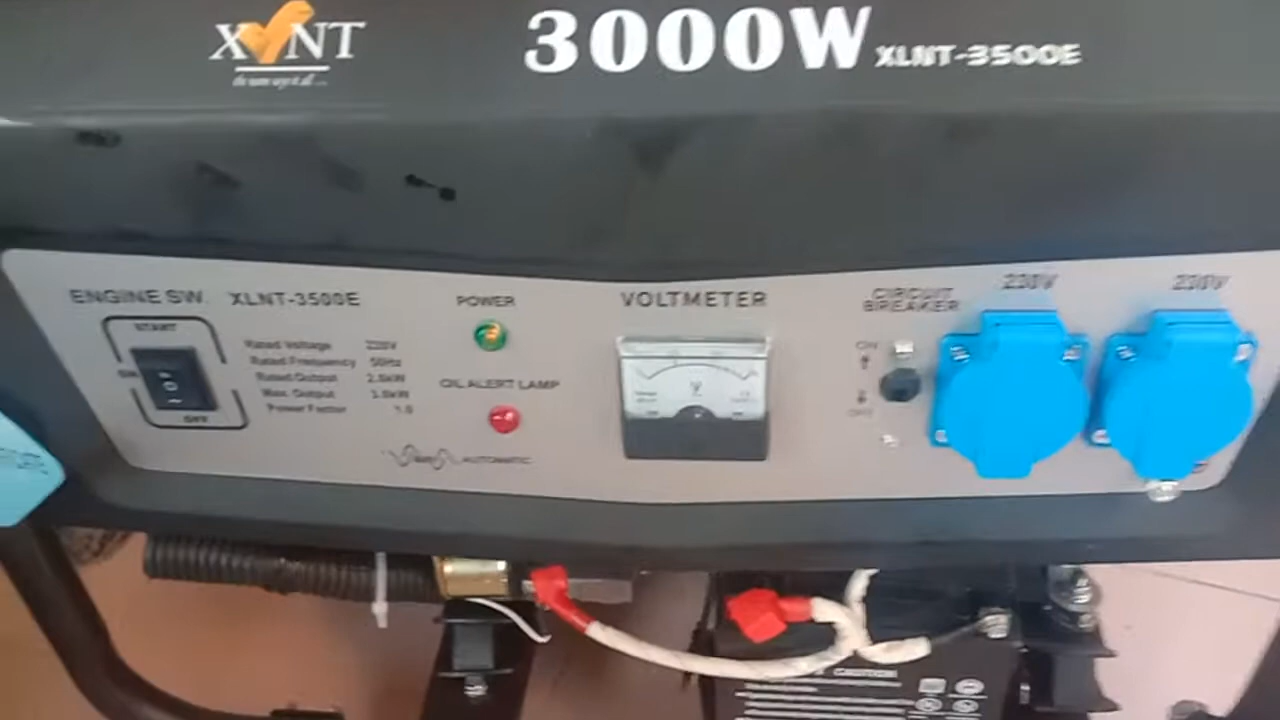 XLNT
3000W XLNT-3500E
ENGINE SW. XLNT-3500E
START
ON
OFF
Rated Voltage 220V
Rated Frequency 50Hz
Rated Output 2.8kW
Max. Output 3.0kW
Power Factor 1.0
POWER
OIL ALERT LAMP
AUTOMATIC
VOLTMETER
V
CIRCUIT
BREAKER
ON
OFF
230V
230V
CAUTION